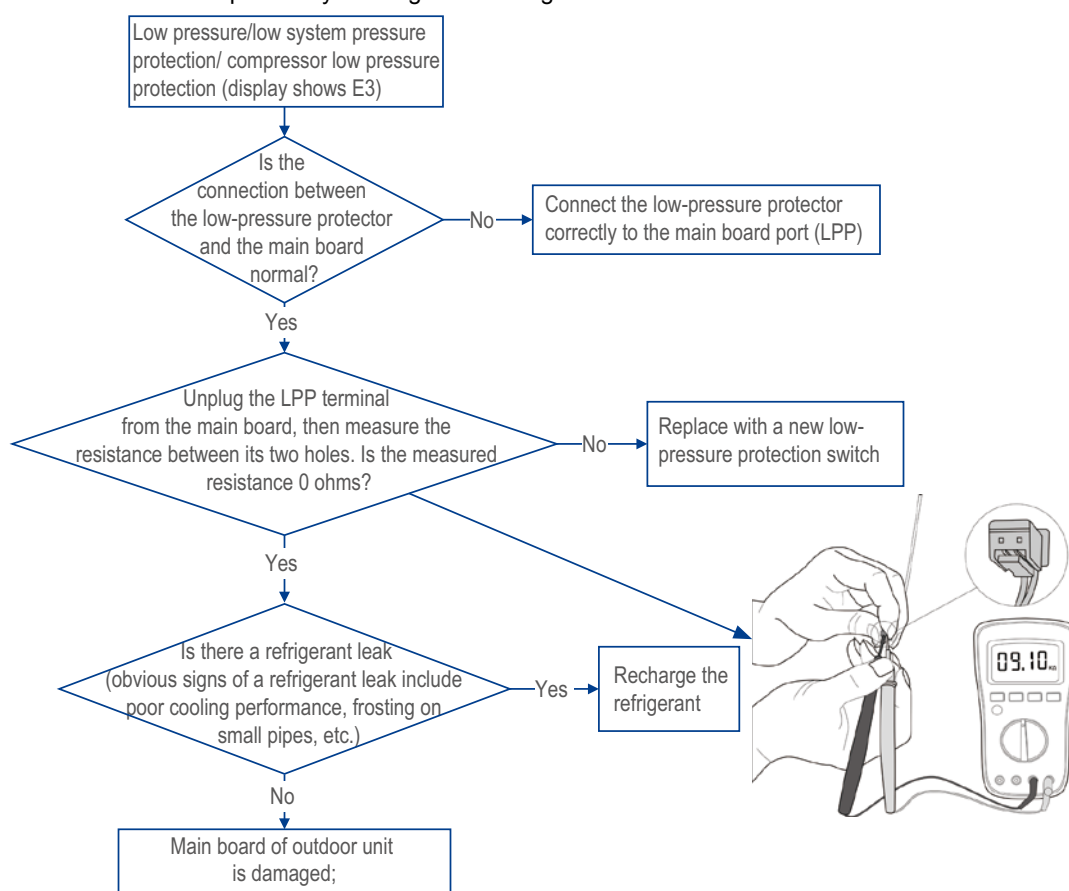 Low pressure/low system pressure
protection/ compressor low pressure
protection (display shows E3)
Is the
connection between
the low-pressure protector
and the main board
normal?
No
Connect the low-pressure protector
correctly to the main board port (LPP)
Yes
Unplug the LPP terminal
from the main board, then measure the
resistance between its two holes. Is the measured
resistance 0 ohms?
No
Replace with a new low-
pressure protection switch
Yes
Is there a refrigerant leak
(obvious signs of a refrigerant leak include
poor cooling performance, frosting on
small pipes, etc.)
Yes
Recharge the
refrigerant
09.10
No
Main board of outdoor unit
is damaged;